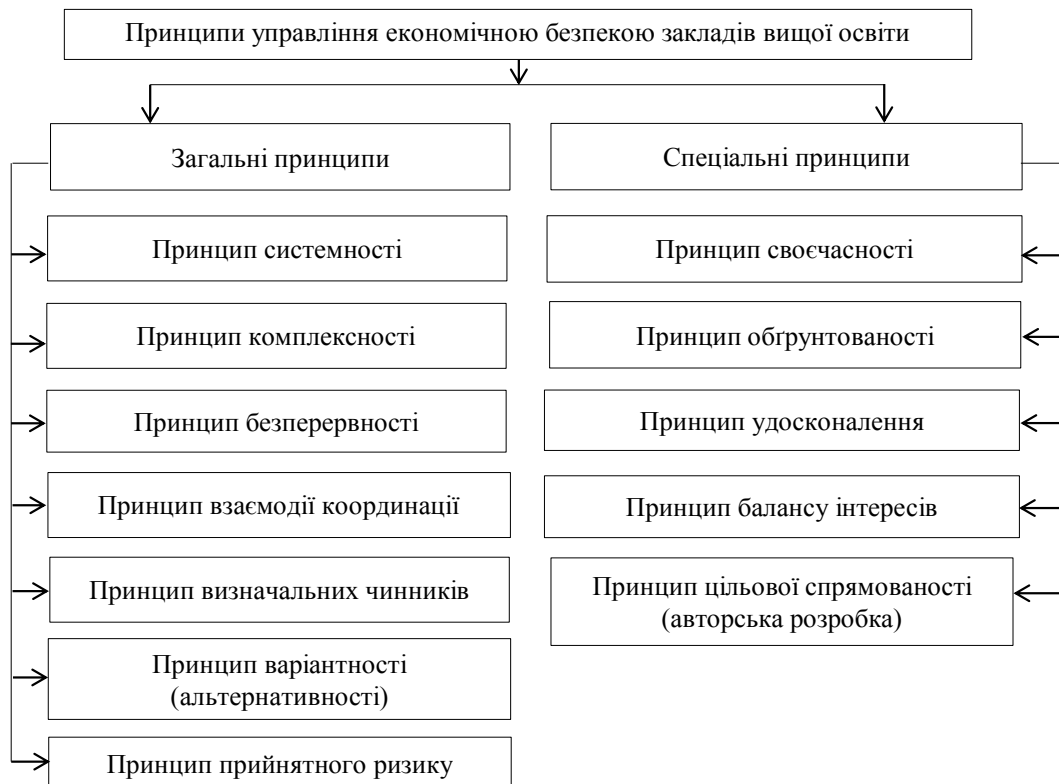 Принципи управління економічною безпекою закладів вищої освіти
Загальні принципи
Спеціальні принципи
Принцип системності
Принцип своєчасності
Принцип комплексності
Принцип обґрунтованості
Принцип безперервності
Принцип удосконалення
Принцип взаємодії координації
Принцип балансу інтересів
Принцип визначальних чинників
Принцип цільової спрямованості
(авторська розробка)
Принцип варіантності
(альтернативності)
Принцип прийнятного ризику